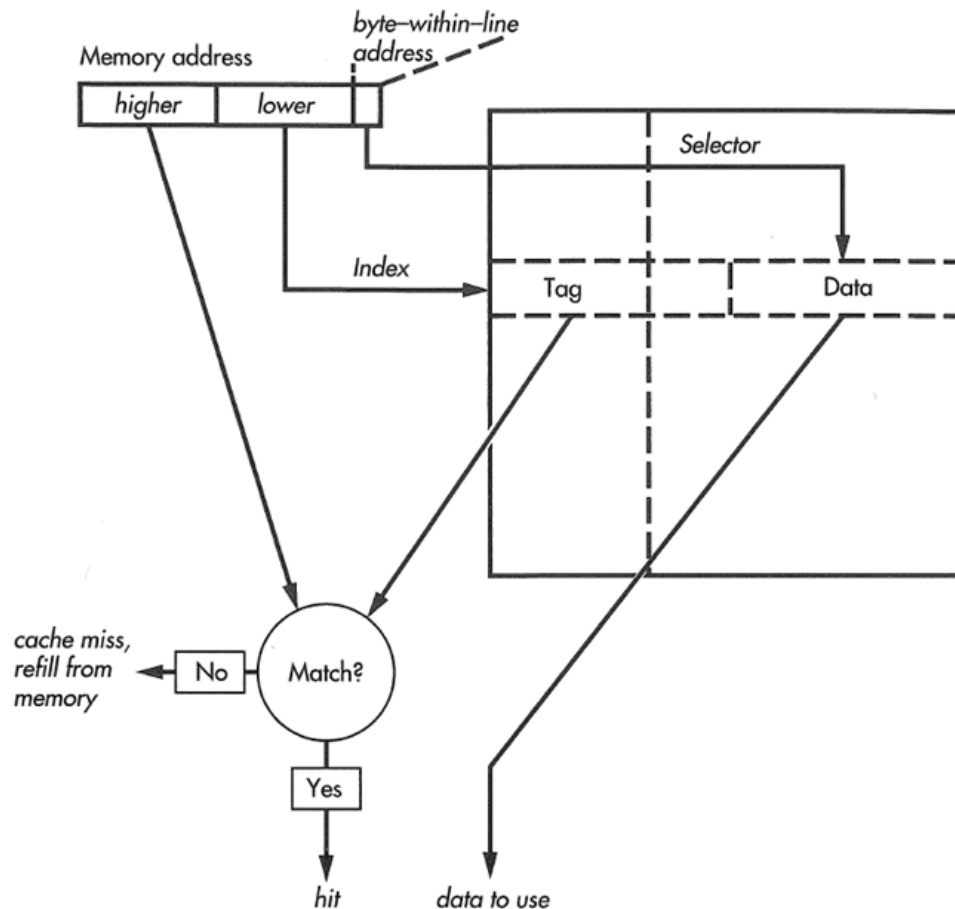 byte–within–line
address
Memory address
higher
lower
Selector
Index
Tag
Data
cache miss,
refill from
memory
No
Match?
Yes
hit
data to use